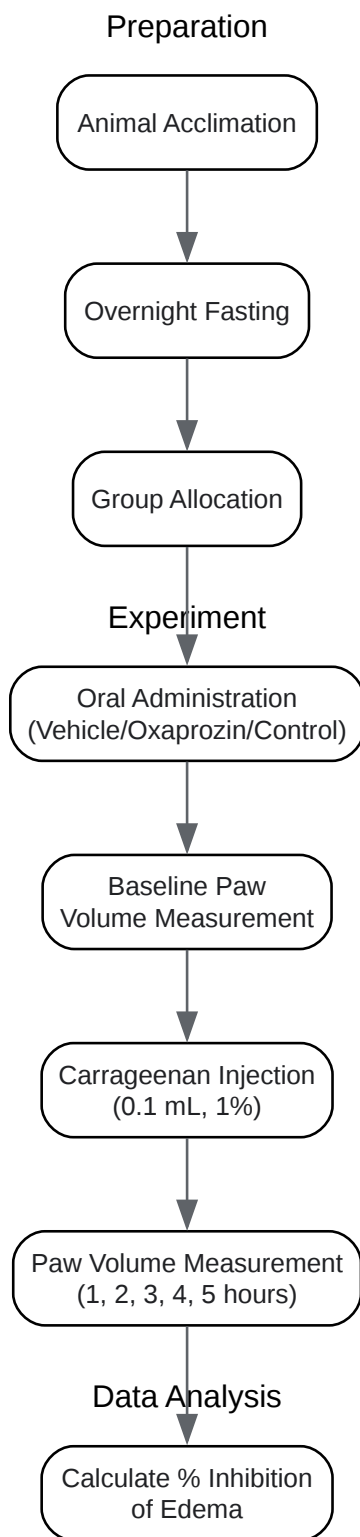 Preparation
Animal Acclimation
Overnight Fasting
Group Allocation
Experiment
Oral Administration
(Vehicle/Oxaprozin/Control)
Baseline Paw
Volume Measurement
Carrageenan Injection
(0.1 mL, 1%)
Paw Volume Measurement
(1, 2, 3, 4, 5 hours)
Data Analysis
Calculate % Inhibition
of Edema